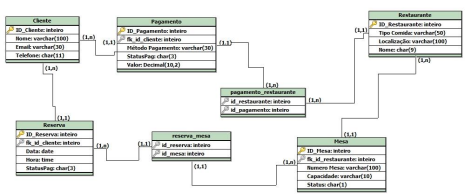 Cliente
ID_Cliente: inteiro
Nome: varchar(100)
Email: varchar(30)
Telefone: char(11)
(1,n)
(1,1)
(1,n)
Pagamento
ID_Pagamento: inteiro
fk_id_cliente: inteiro
Método Pagamento: varchar(30)
StatusPag: char(3)
Valor: Decimal(10,2)
(1,1)
(1,1)
Restaurante
ID_Restaurante: inteiro
Tipo Comida: varchar(50)
Localização: varchar(100)
Nome: char(9)
(1,n)
pagamento_restaurante
id_restaurante: inteiro
id_pagamento: inteiro
(1,n)
(1,n)
(1,1)
Reserva
ID_Reserva: inteiro
fk_id_cliente: inteiro
Data: date
Hora: time
StatusPag: char(3)
(1,n)
(1,1)
reserva_mesa
id_reserva: inteiro
id_mesa: inteiro
(1,1)
(1,n)
(1,1)
Mesa
ID_Mesa: inteiro
fk_id_restaurante: inteiro
Numero Mesa: varchar(100)
Capacidade: varchar(10)
Status: char(1)